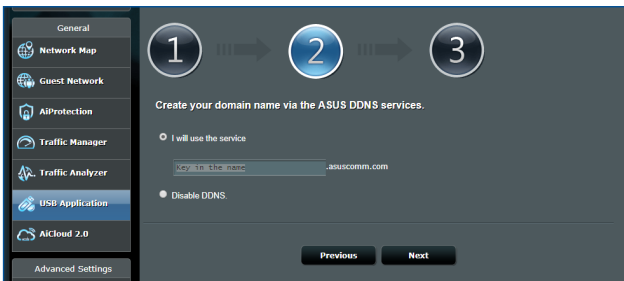 General
Network Map
Guest Network
AiProtection
Traffic Manager
Traffic Analyzer
USB Application
AiCloud 2.0
Advanced Settings
1
2
3
Create your domain name via the ASUS DDNS services.
I will use the service
Key in the name .asuscomm.com
Disable DDNS.
Previous Next